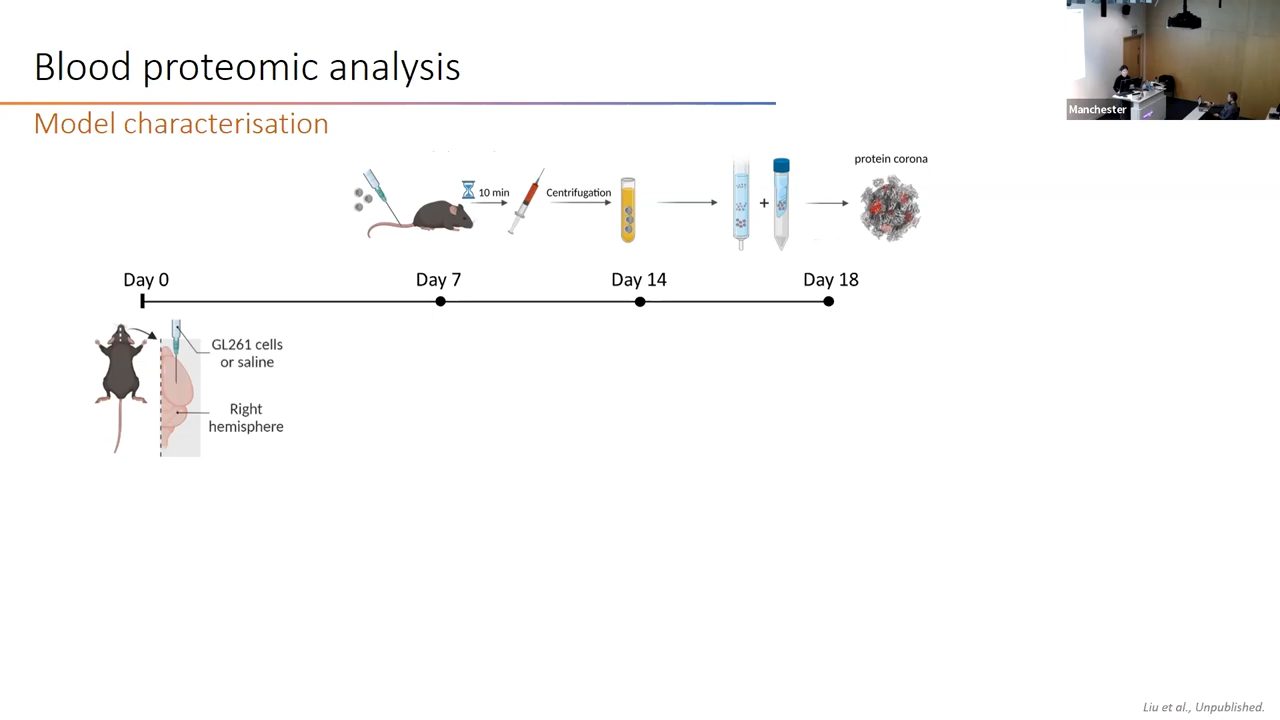 Blood proteomic analysis
Manchester
Model characterisation
protein corona
10 min
Centrifugation
+
Day 0
Day 7
Day 14
Day 18
GL261 cells
or saline
Right
hemisphere
Liu et al., Unpublished.